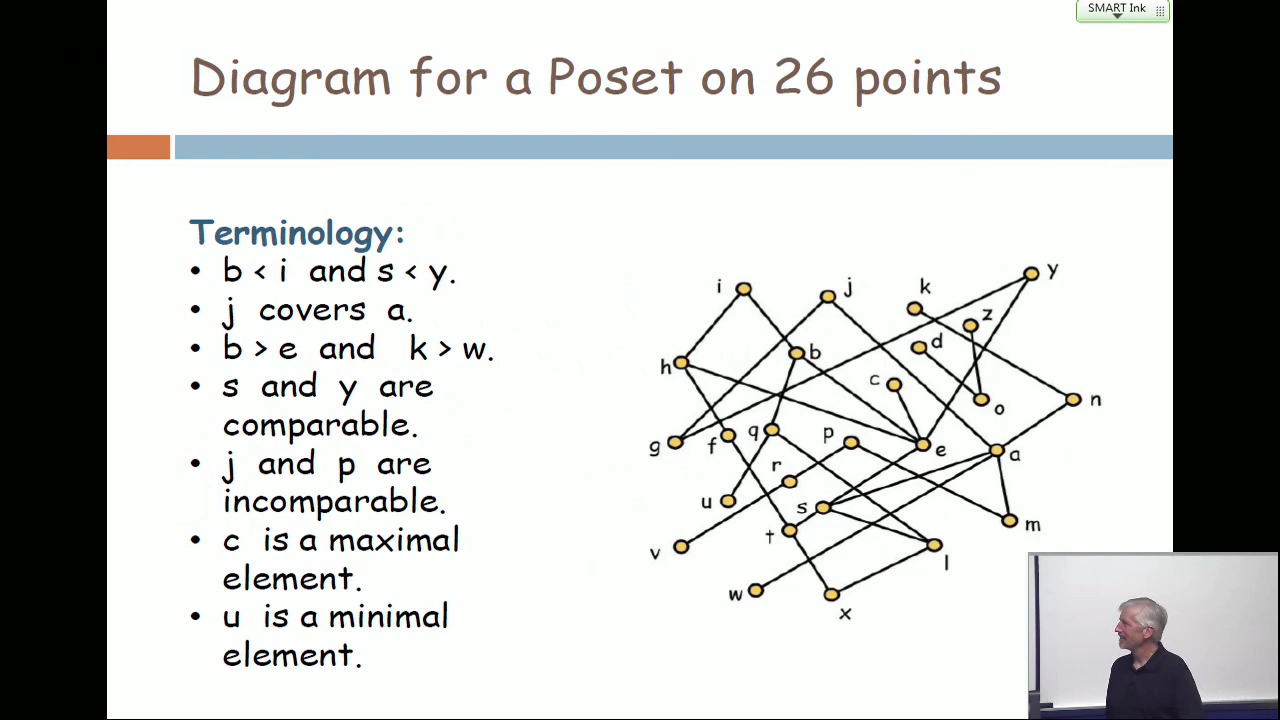 SMART Ink
Diagram for a Poset on 26 points
Terminology:
• b < i and s < y.
• j covers a.
• b > e and k > w.
• s and y are
comparable.
• j and p are
incomparable.
• c is a maximal
element.
• u is a minimal
element.
i
j
k
y
z
d
h
b
c
n
o
g
f
q
p
e
a
r
u
s
m
t
v
l
w
x